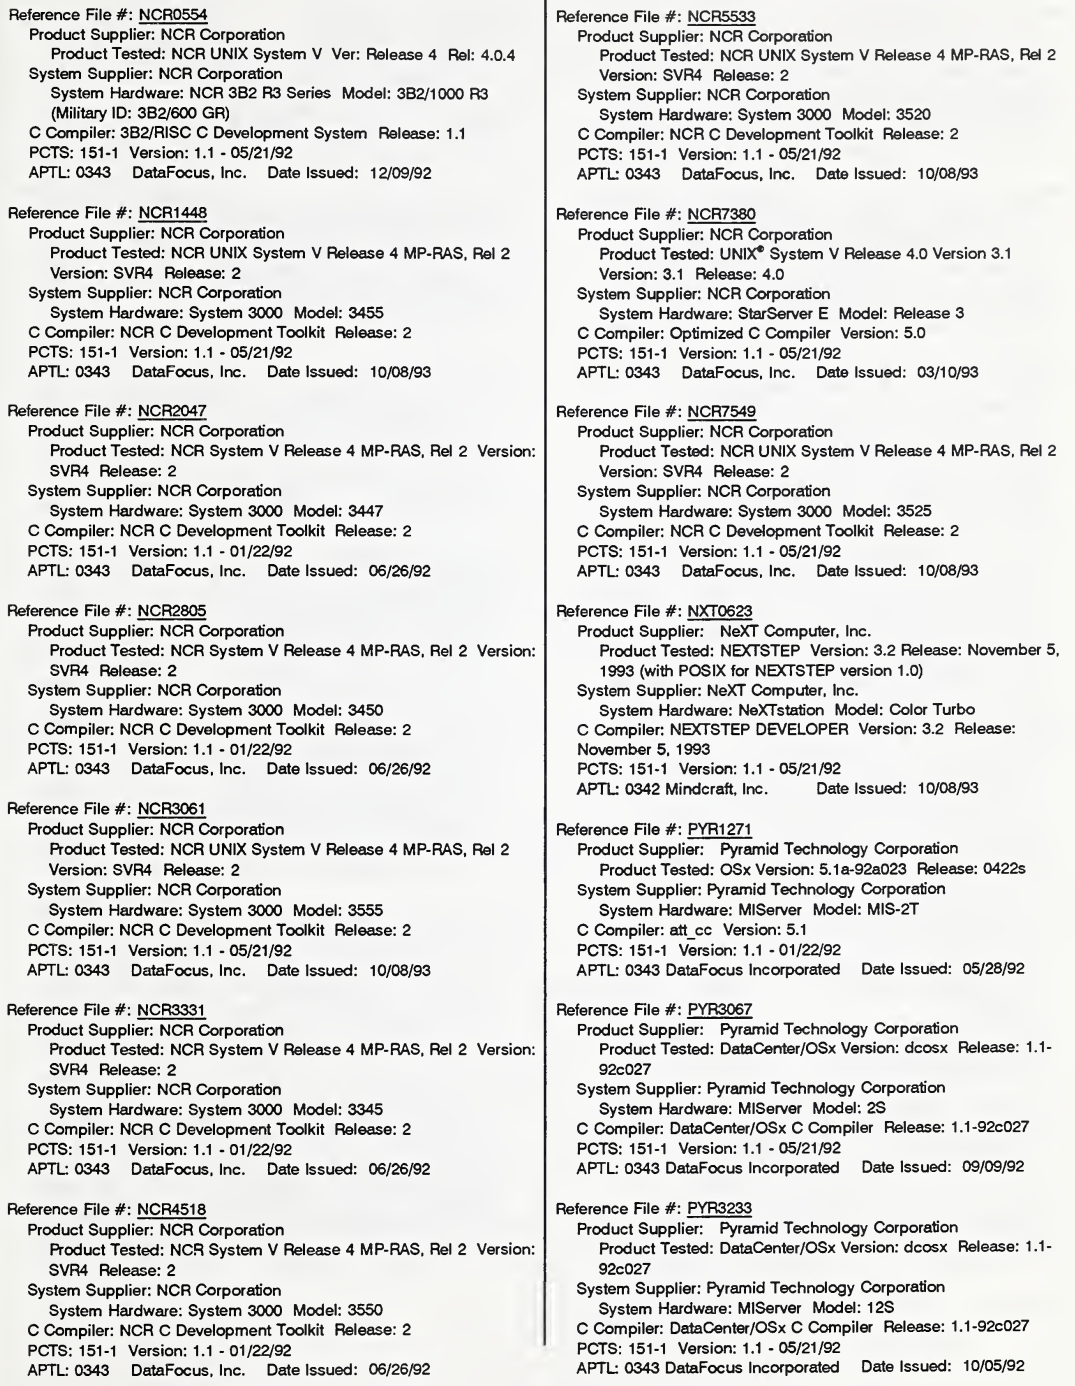 Reference File #: NCR0554
Product Supplier: NCR Corporation
Product Tested: NCR UNIX System V Ver: Release 4 Rel: 4.0.4
System Supplier: NCR Corporation
System Hardware: NCR 3B2 R3 Series Model: 3B2/1000 R3
(Military ID: 3B2/600 GR)
C Compiler: 3B2/RISC C Development System Release: 1.1
PCTS: 151-1 Version: 1.1 - 05/21/92
APTL: 0343 DataFocus, Inc. Date Issued: 12/09/92
Reference File #: NCR1448
Product Supplier: NCR Corporation
Product Tested: NCR UNIX System V Release 4 MP-RAS, Rel 2
Version: SVR4 Release: 2
System Supplier: NCR Corporation
System Hardware: System 3000 Model: 3455
C Compiler: NCR C Development Toolkit Release: 2
PCTS: 151-1 Version: 1.1 - 05/21/92
APTL: 0343 DataFocus, Inc. Date Issued: 10/08/93
Reference File #: NCR2047
Product Supplier: NCR Corporation
Product Tested: NCR System V Release 4 MP-RAS, Rel 2 Version:
SVR4 Release: 2
System Supplier: NCR Corporation
System Hardware: System 3000 Model: 3447
C Compiler: NCR C Development Toolkit Release: 2
PCTS: 151-1 Version: 1.1 - 01/22/92
APTL: 0343 DataFocus, Inc. Date Issued: 06/26/92
Reference File #: NCR2805
Product Supplier: NCR Corporation
Product Tested: NCR System V Release 4 MP-RAS, Rel 2 Version:
SVR4 Release: 2
System Supplier: NCR Corporation
System Hardware: System 3000 Model: 3450
C Compiler: NCR C Development Toolkit Release: 2
PCTS: 151-1 Version: 1.1 - 01/22/92
APTL: 0343 DataFocus, Inc. Date Issued: 06/26/92
Reference File #: NCR3061
Product Supplier: NCR Corporation
Product Tested: NCR UNIX System V Release 4 MP-RAS, Rel 2
Version: SVR4 Release: 2
System Supplier: NCR Corporation
System Hardware: System 3000 Model: 3555
C Compiler: NCR C Development Toolkit Release: 2
PCTS: 151-1 Version: 1.1 - 05/21/92
APTL: 0343 DataFocus, Inc. Date Issued: 10/08/93
Reference File #: NCR3331
Product Supplier: NCR Corporation
Product Tested: NCR System V Release 4 MP-RAS, Rel 2 Version:
SVR4 Release: 2
System Supplier: NCR Corporation
System Hardware: System 3000 Model: 3345
C Compiler: NCR C Development Toolkit Release: 2
PCTS: 151-1 Version: 1.1 - 01/22/92
APTL: 0343 DataFocus, Inc. Date Issued: 06/26/92
Reference File #: NCR4518
Product Supplier: NCR Corporation
Product Tested: NCR System V Release 4 MP-RAS, Rel 2 Version:
SVR4 Release: 2
System Supplier: NCR Corporation
System Hardware: System 3000 Model: 3550
C Compiler: NCR C Development Toolkit Release: 2
PCTS: 151-1 Version: 1.1 - 01/22/92
APTL: 0343 DataFocus, Inc. Date Issued: 06/26/92
Reference File #: NCR5533
Product Supplier: NCR Corporation
Product Tested: NCR UNIX System V Release 4 MP-RAS, Rel 2
Version: SVR4 Release: 2
System Supplier: NCR Corporation
System Hardware: System 3000 Model: 3520
C Compiler: NCR C Development Toolkit Release: 2
PCTS: 151-1 Version: 1.1 - 05/21/92
APTL: 0343 DataFocus, Inc. Date Issued: 10/08/93
Reference File #: NCR7380
Product Supplier: NCR Corporation
Product Tested: UNIX® System V Release 4.0 Version 3.1
Version: 3.1 Release: 4.0
System Supplier: NCR Corporation
System Hardware: StarServer E Model: Release 3
C Compiler: Optimized C Compiler Version: 5.0
PCTS: 151-1 Version: 1.1 - 05/21/92
APTL: 0343 DataFocus, Inc. Date Issued: 03/10/93
Reference File #: NCR7549
Product Supplier: NCR Corporation
Product Tested: NCR UNIX System V Release 4 MP-RAS, Rel 2
Version: SVR4 Release: 2
System Supplier: NCR Corporation
System Hardware: System 3000 Model: 3525
C Compiler: NCR C Development Toolkit Release: 2
PCTS: 151-1 Version: 1.1 - 05/21/92
APTL: 0343 DataFocus, Inc. Date Issued: 10/08/93
Reference File #: NXT0623
Product Supplier: NeXT Computer, Inc.
Product Tested: NEXTSTEP Version: 3.2 Release: November 5,
1993 (with POSIX for NEXTSTEP version 1.0)
System Supplier: NeXT Computer, Inc.
System Hardware: NeXTstation Model: Color Turbo
C Compiler: NEXTSTEP DEVELOPER Version: 3.2 Release:
November 5, 1993
PCTS: 151-1 Version: 1.1 - 05/21/92
APTL: 0342 Mindcraft, Inc. Date Issued: 10/08/93
Reference File #: PYR1271
Product Supplier: Pyramid Technology Corporation
Product Tested: OSx Version: 5.1a-92a023 Release: 0422s
System Supplier: Pyramid Technology Corporation
System Hardware: MIServer Model: MIS-2T
C Compiler: att_cc Version: 5.1
PCTS: 151-1 Version: 1.1 - 01/22/92
APTL: 0343 DataFocus Incorporated Date Issued: 05/28/92
Reference File #: PYR3067
Product Supplier: Pyramid Technology Corporation
Product Tested: DataCenter/OSx Version: dcosx Release: 1.1-
92c027
System Supplier: Pyramid Technology Corporation
System Hardware: MIServer Model: 2S
C Compiler: DataCenter/OSx C Compiler Release: 1.1-92c027
PCTS: 151-1 Version: 1.1 - 05/21/92
APTL: 0343 DataFocus Incorporated Date Issued: 09/09/92
Reference File #: PYR3233
Product Supplier: Pyramid Technology Corporation
Product Tested: DataCenter/OSx Version: dcosx Release: 1.1-
92c027
System Supplier: Pyramid Technology Corporation
System Hardware: MIServer Model: 12S
C Compiler: DataCenter/OSx C Compiler Release: 1.1-92c027
PCTS: 151-1 Version: 1.1 - 05/21/92
APTL: 0343 DataFocus Incorporated Date Issued: 10/05/92